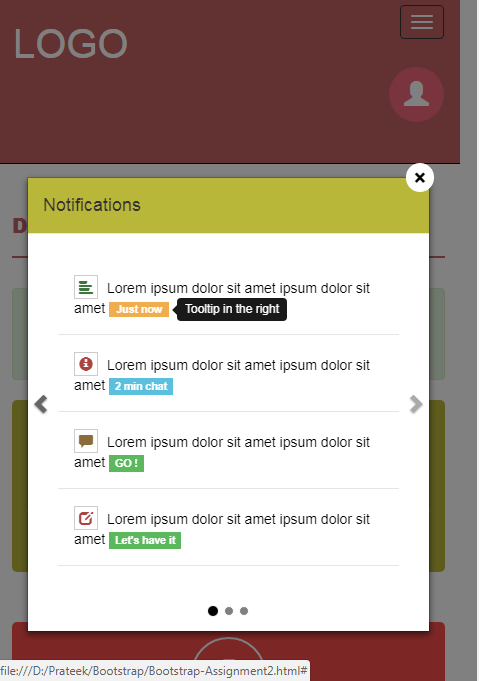 LOGO
D
Notifications
Lorem ipsum dolor sit amet ipsum dolor sit
amet Just now Tooltip in the right
Lorem ipsum dolor sit amet ipsum dolor sit
amet 2 min chat
Lorem ipsum dolor sit amet ipsum dolor sit
amet GO !
Lorem ipsum dolor sit amet ipsum dolor sit
amet Let's have it
file:///D:/Prateek/Bootstrap/Bootstrap-Assignment2.html#